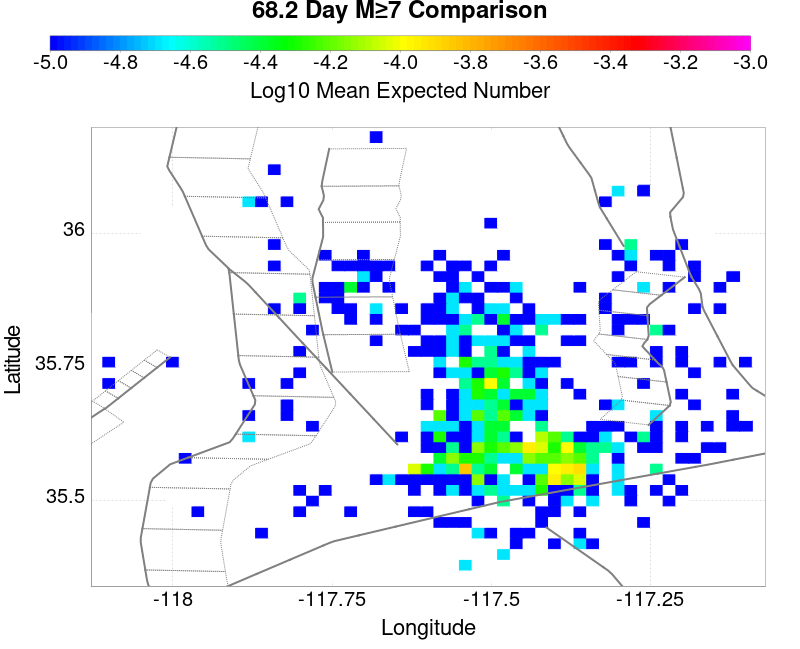 68.2 Day M≥7 Comparison
-5.0 -4.8 -4.6 -4.4 -4.2 -4.0 -3.8 -3.6 -3.4 -3.2 -3.0
Log10 Mean Expected Number
36
35.75
35.5
Latitude
-118 -117.75 -117.5 -117.25
Longitude